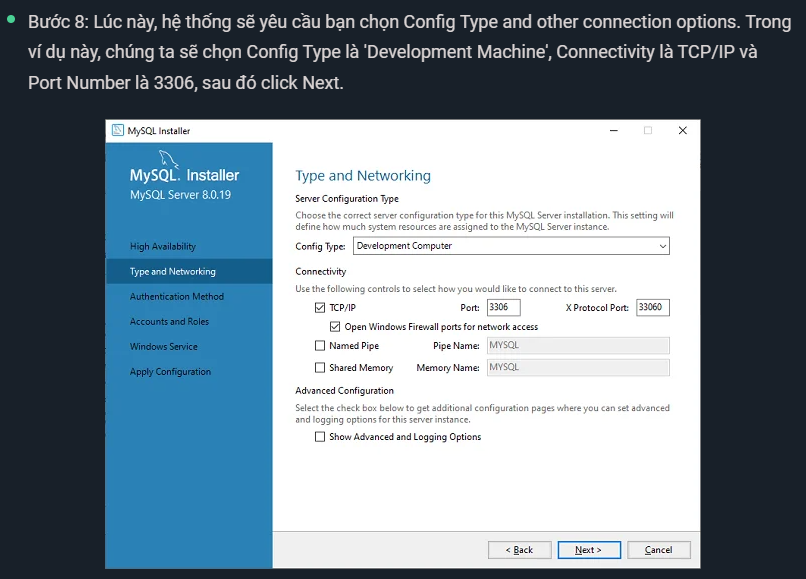 Bước 8: Lúc này, hệ thống sẽ yêu cầu bạn chọn Config Type and other connection options. Trong
ví dụ này, chúng ta sẽ chọn Config Type là 'Development Machine', Connectivity là TCP/IP và
Port Number là 3306, sau đó click Next.
MySQL Installer
MySQL. Installer
MySQL Server 8.0.19
High Availability
Type and Networking
Authentication Method
Accounts and Roles
Windows Service
Apply Configuration
Type and Networking
Server Configuration Type
Choose the correct server configuration type for this MySQL Server installation. This setting will
define how much system resources are assigned to the MySQL Server instance.
Config Type: Development Computer
Connectivity
Use the following controls to select how you would like to connect to this server.
TCP/IP Port: 3306 X Protocol Port: 33060
Open Windows Firewall ports for network access
Named Pipe Pipe Name: MYSQL
Shared Memory Memory Name: MYSQL
Advanced Configuration
Select the check box below to get additional configuration pages where you can set advanced
and logging options for this server instance.
Show Advanced and Logging Options
< Back Next > Cancel